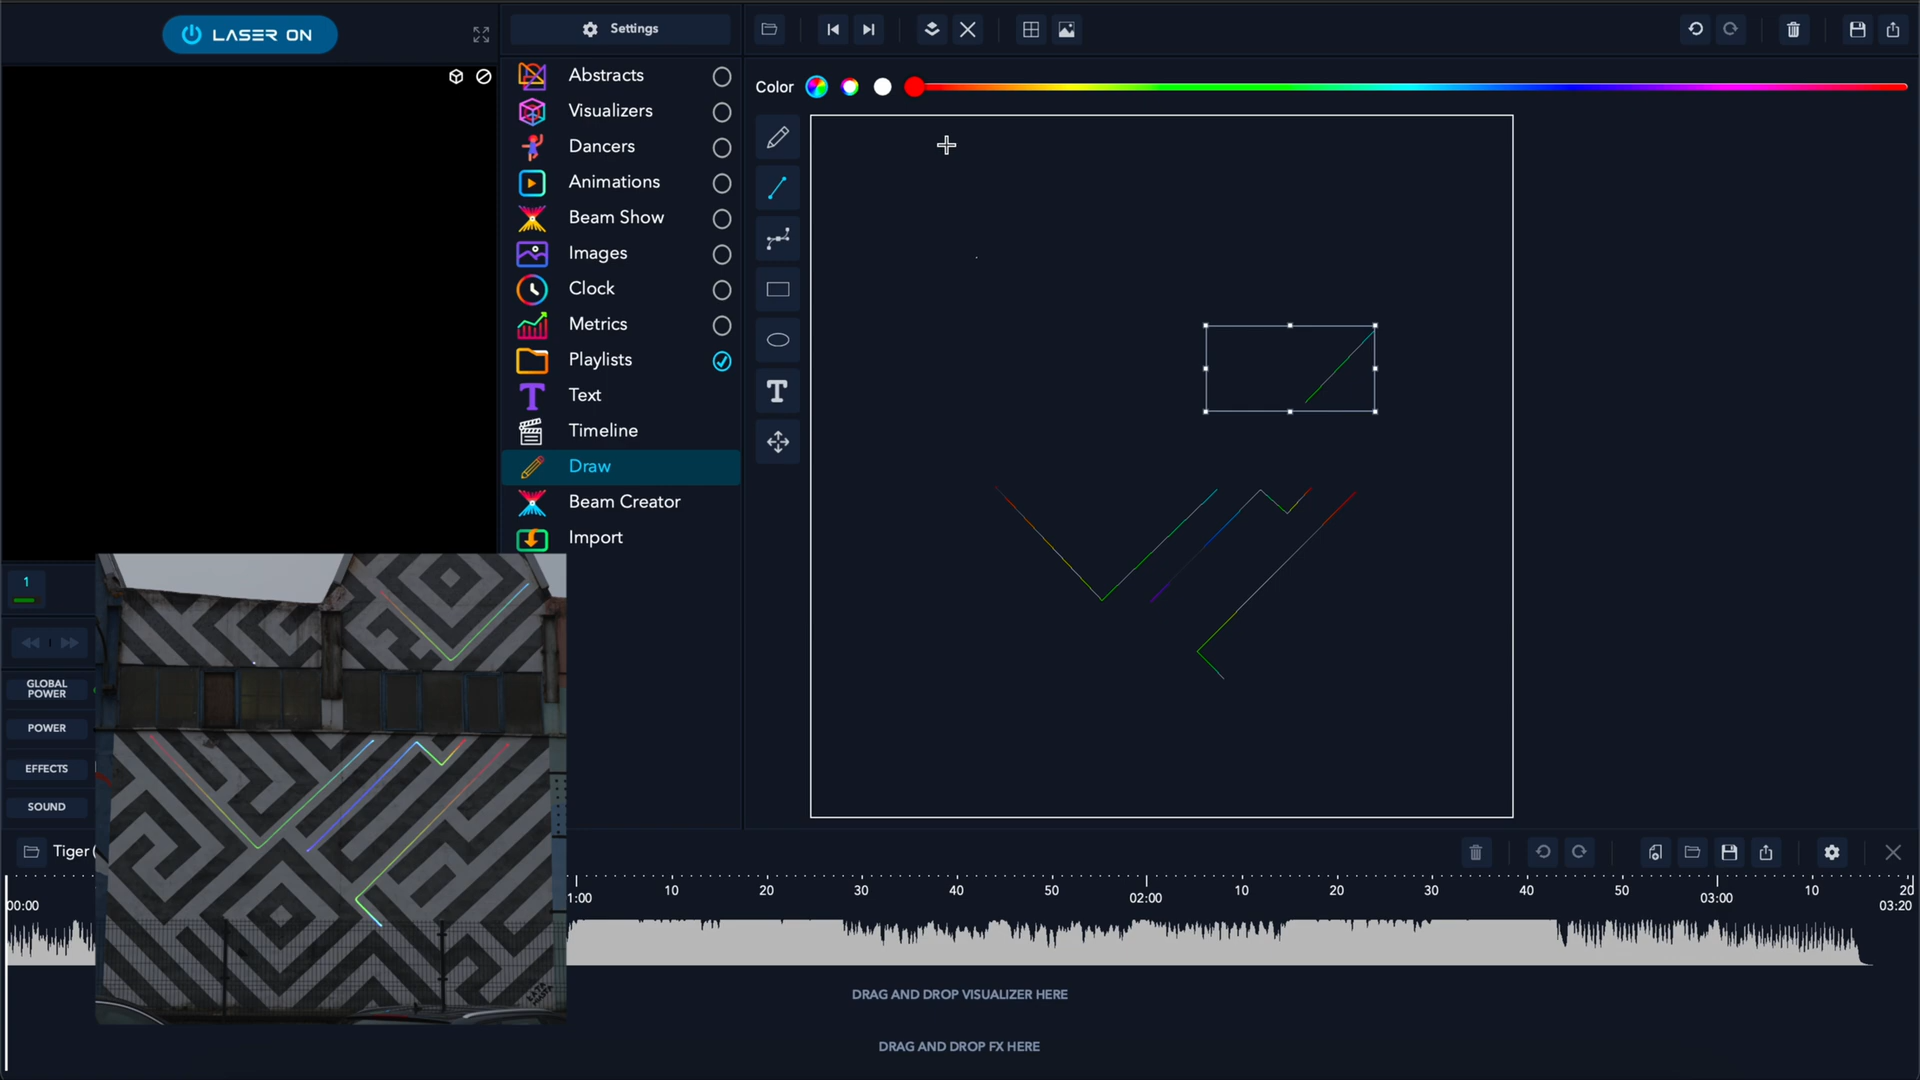 LASER ON
Settings
Abstracts
Visualizers
Dancers
Animations
Beam Show
Images
Clock
Metrics
Playlists
Text
Timeline
Draw
Beam Creator
Import
Color
T
1
GLOBAL
POWER
POWER
EFFECTS
SOUND
Tiger (
00:00
1:00
10
20
30
40
50
02:00
10
20
30
40
50
03:00
10
20
03:20
DRAG AND DROP VISUALIZER HERE
DRAG AND DROP FX HERE